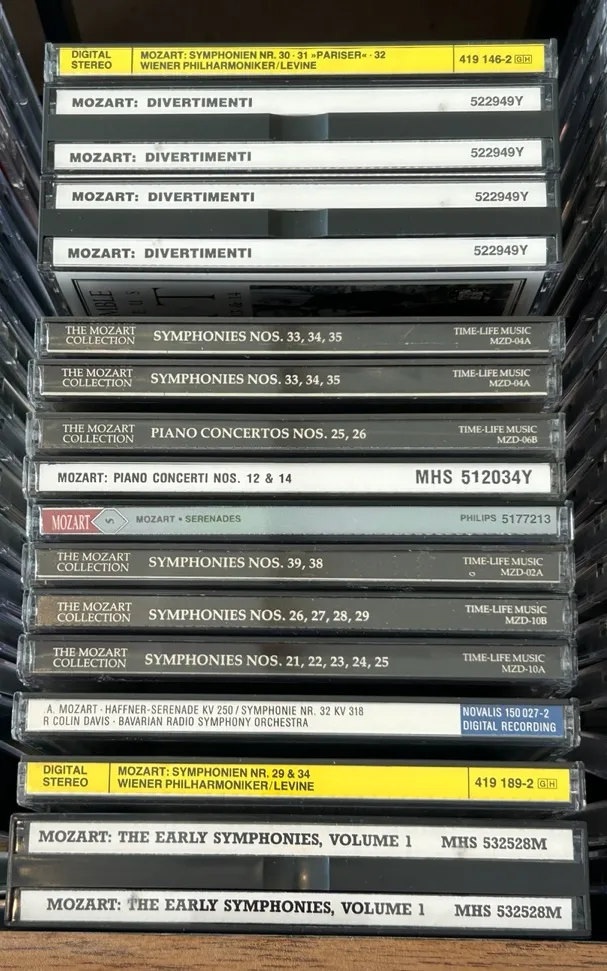 DIGITAL STEREO MOZART: SYMPHONIEN NR. 30 · 31 »PARISER« · 32 WIENER PHILHARMONIKER/LEVINE 419 146-2 GH
MOZART: DIVERTIMENTI 522949Y
MOZART: DIVERTIMENTI 522949Y
MOZART: DIVERTIMENTI 522949Y
MOZART: DIVERTIMENTI 522949Y
THE MOZART COLLECTION SYMPHONIES NOS. 33, 34, 35 TIME-LIFE MUSIC MZD-04A
THE MOZART COLLECTION SYMPHONIES NOS. 33, 34, 35 TIME-LIFE MUSIC MZD-04A
THE MOZART COLLECTION PIANO CONCERTOS NOS. 25, 26 TIME-LIFE MUSIC MZD-06B
MOZART: PIANO CONCERTI NOS. 12 & 14 MHS 512034Y
MOZART 5 MOZART • SERENADES PHILIPS 5177213
THE MOZART COLLECTION SYMPHONIES NOS. 39, 38 TIME-LIFE MUSIC MZD-02A
THE MOZART COLLECTION SYMPHONIES NOS. 26, 27, 28, 29 TIME-LIFE MUSIC MZD-10B
THE MOZART COLLECTION SYMPHONIES NOS. 21, 22, 23, 24, 25 TIME-LIFE MUSIC MZD-10A
.A. MOZART · HAFFNER-SERENADE KV 250 / SYMPHONIE NR. 32 KV 318 NOVALIS 150 027-2
R COLIN DAVIS · BAVARIAN RADIO SYMPHONY ORCHESTRA DIGITAL RECORDING
DIGITAL STEREO MOZART: SYMPHONIEN NR. 29 & 34 WIENER PHILHARMONIKER/LEVINE 419 189-2 GH
MOZART: THE EARLY SYMPHONIES, VOLUME 1 MHS 532528M
MOZART: THE EARLY SYMPHONIES, VOLUME 1 MHS 532528M